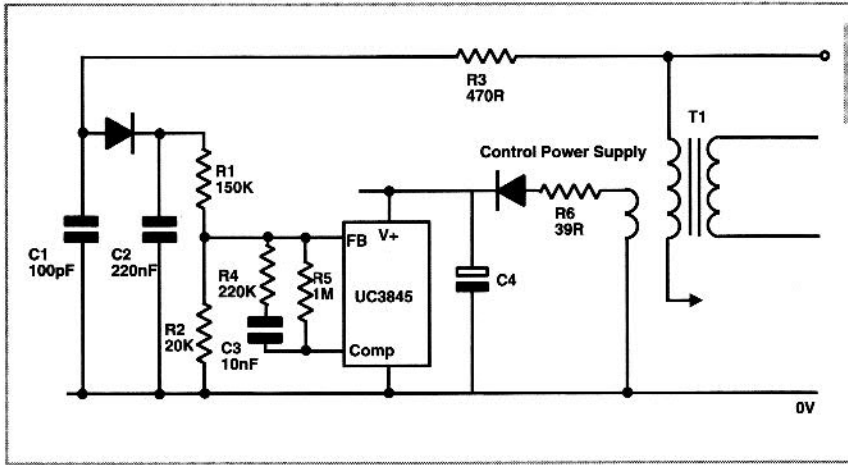 R3
470R
T1
Control Power Supply
R1
150K
R6
39R
C1
100pF
C2
220nF
FB
V+
R4
220K
R5
1M
UC3845
C4
R2
20K
C3
10nF
Comp
0V